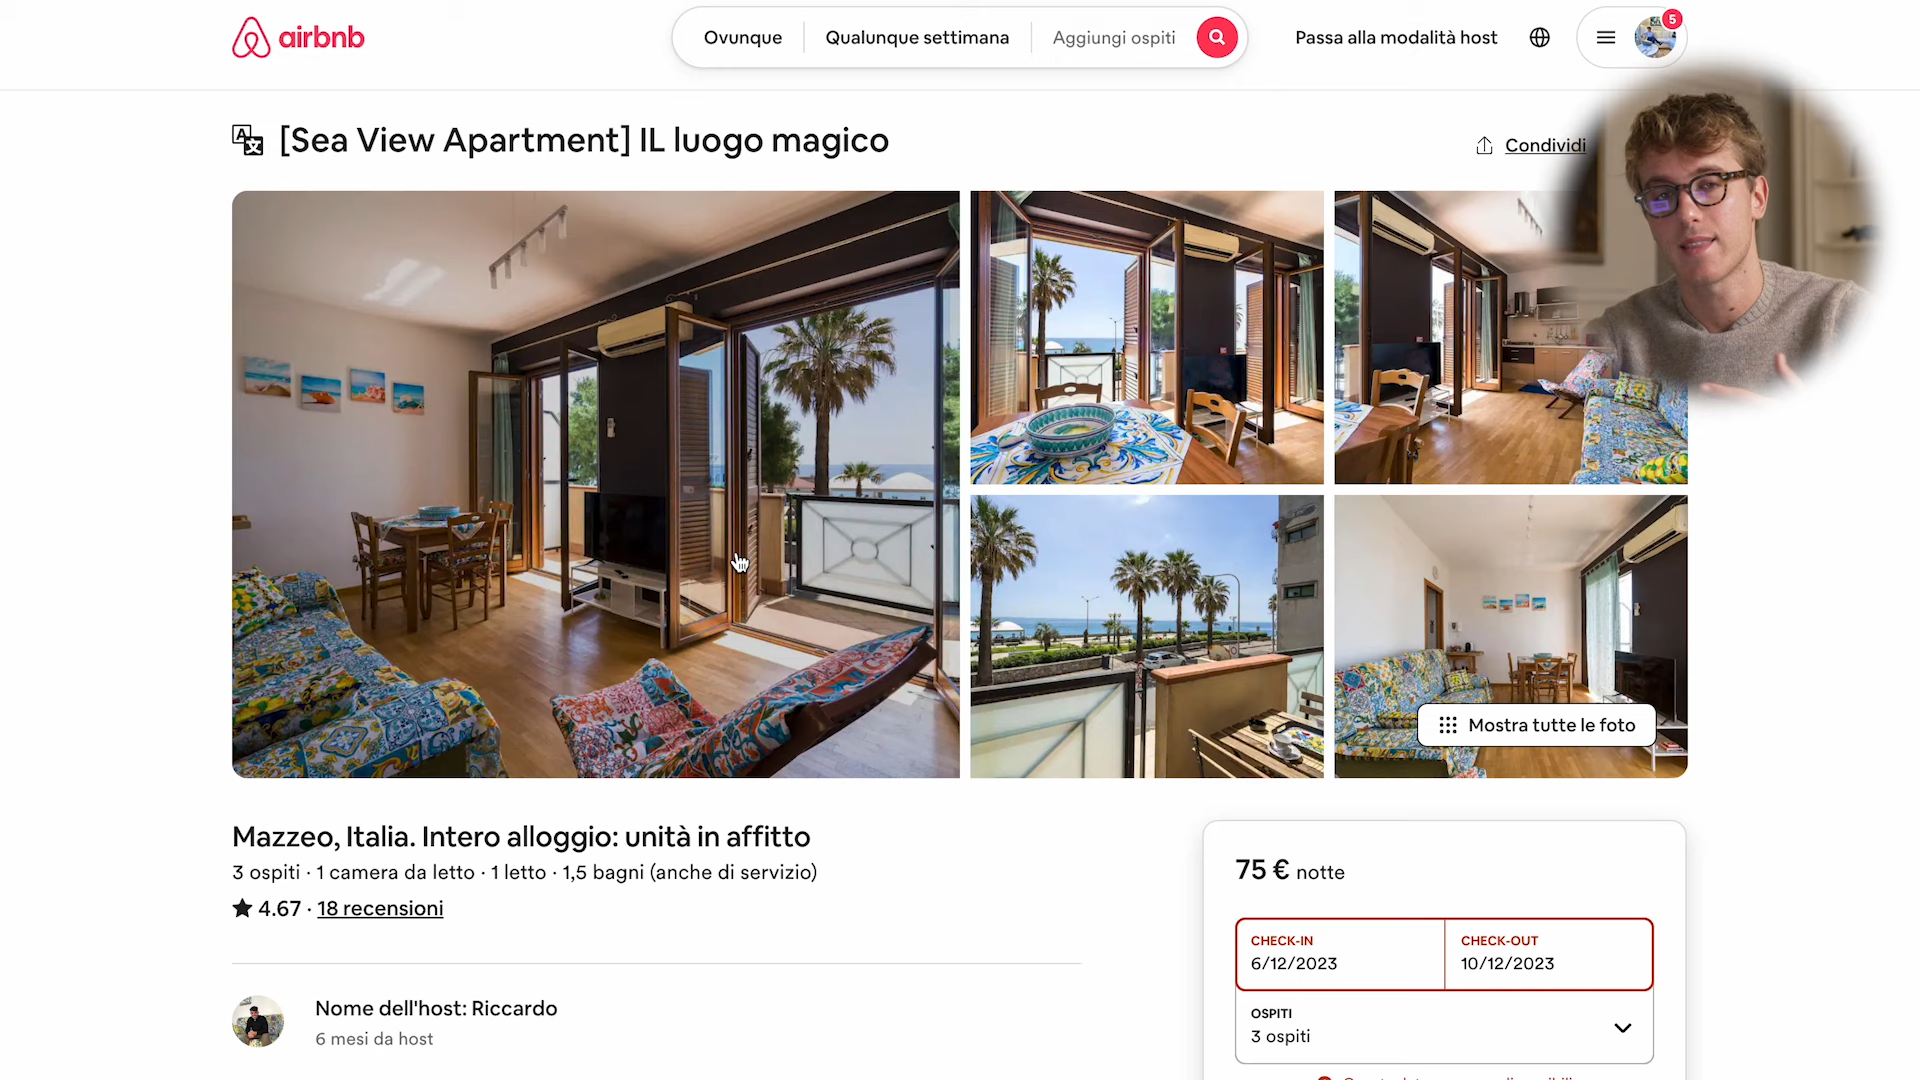 airbnb
Ovunque
Qualunque settimana
Aggiungi ospiti
Passa alla modalità host
5
[Sea View Apartment] IL luogo magico
Condividi
Mostra tutte le foto
Mazzeo, Italia. Intero alloggio: unità in affitto
3 ospiti · 1 camera da letto · 1 letto · 1,5 bagni (anche di servizio)
4.67 · 18 recensioni
75 € notte
CHECK-IN
6/12/2023
CHECK-OUT
10/12/2023
OSPITI
3 ospiti
Nome dell'host: Riccardo
6 mesi da host